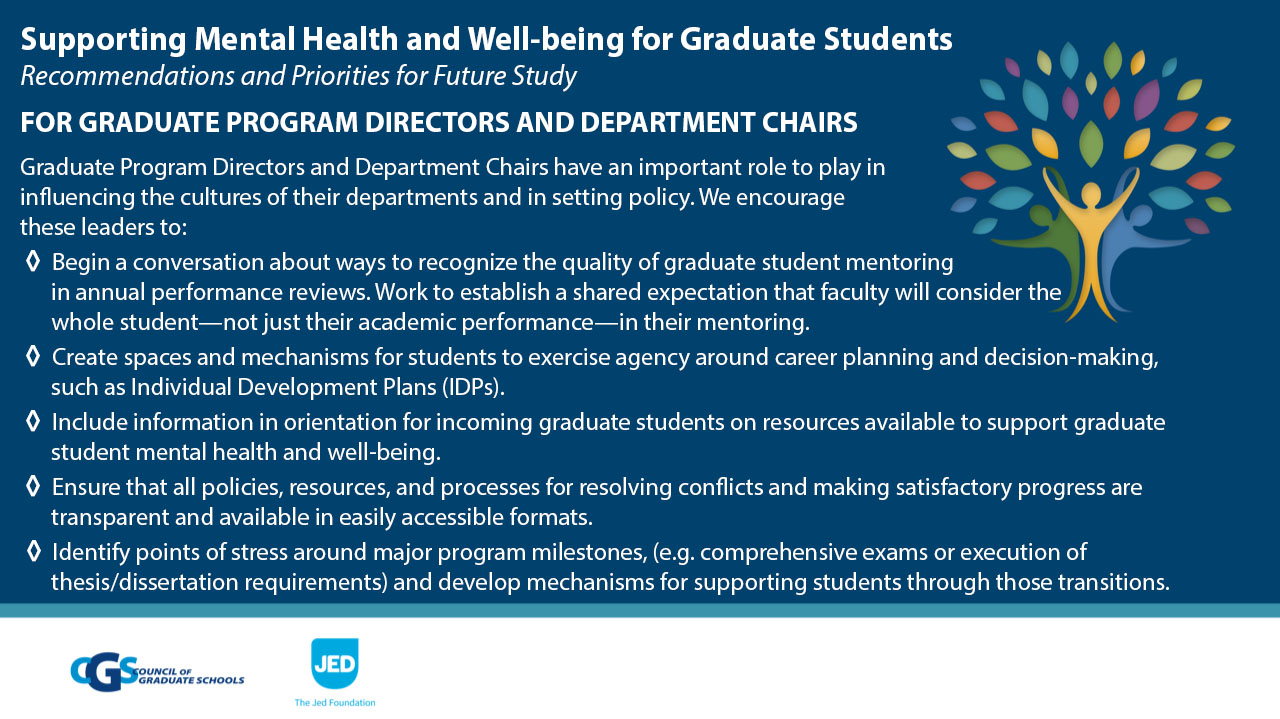 Supporting Mental Health and Well-being for Graduate Students
Recommendations and Priorities for Future Study
FOR GRADUATE PROGRAM DIRECTORS AND DEPARTMENT CHAIRS
Graduate Program Directors and Department Chairs have an important role to play in
influencing the cultures of their departments and in setting policy. We encourage
these leaders to:
◊ Begin a conversation about ways to recognize the quality of graduate student mentoring
in annual performance reviews. Work to establish a shared expectation that faculty will consider the
whole student—not just their academic performance—in their mentoring.
◊ Create spaces and mechanisms for students to exercise agency around career planning and decision-making,
such as Individual Development Plans (IDPs).
◊ Include information in orientation for incoming graduate students on resources available to support graduate
student mental health and well-being.
◊ Ensure that all policies, resources, and processes for resolving conflicts and making satisfactory progress are
transparent and available in easily accessible formats.
◊ Identify points of stress around major program milestones, (e.g. comprehensive exams or execution of
thesis/dissertation requirements) and develop mechanisms for supporting students through those transitions.
CGS COUNCIL OF
GRADUATE SCHOOLS
JED
The Jed Foundation